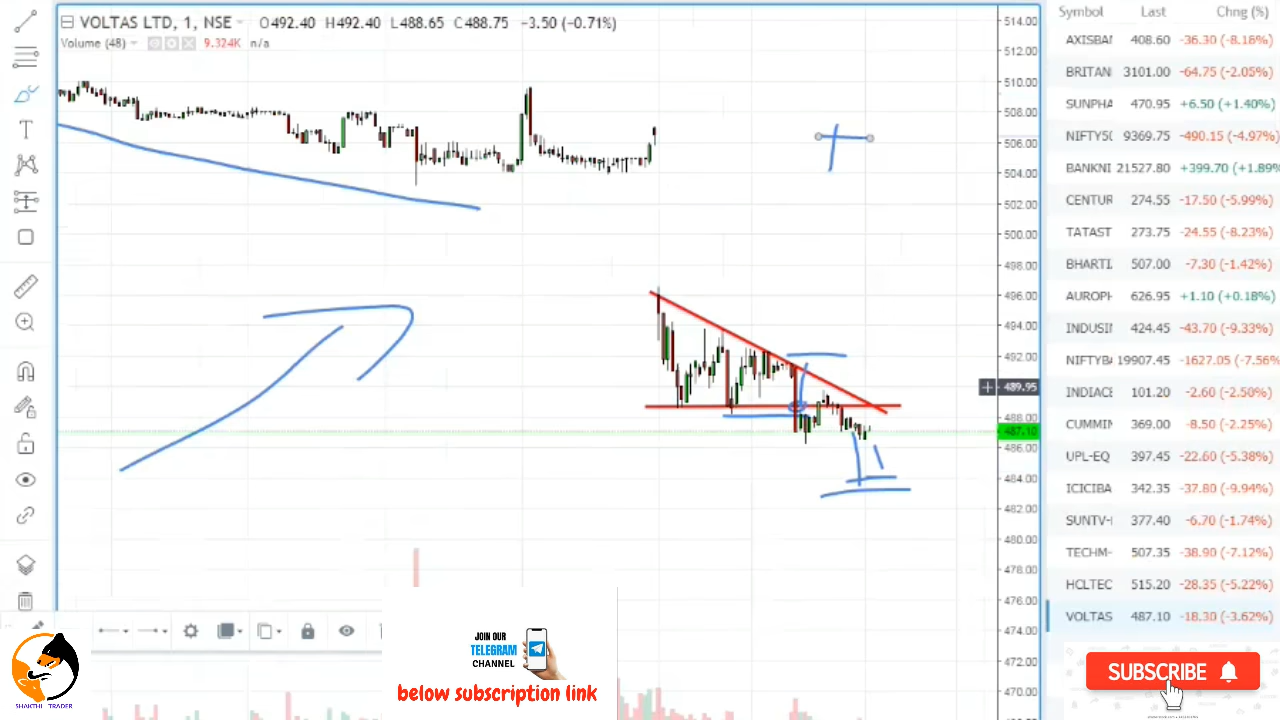 VOLTAS LTD, 1, NSE O492.40 H492.40 L488.65 C488.75 -3.50 (-0.71%)
Volume (48) 9.324K n/a
514.00
512.00
510.00
508.00
506.00
504.00
502.00
500.00
498.00
496.00
494.00
492.00
489.95
488.00
487.10
486.00
484.00
482.00
480.00
478.00
476.00
474.00
472.00
470.00
Symbol Last Chng (%)
AXISBA 408.60 -36.30 (-8.16%)
BRITAN 3101.00 -64.75 (-2.05%)
SUNPHA 470.95 +6.50 (+1.40%)
NIFTY50 9369.75 -490.15 (-4.97%)
BANKNI 21527.80 +399.70 (+1.89%
CENTUR 274.55 -17.50 (-5.99%)
TATAST 273.75 -24.55 (-8.23%)
BHARTI 507.00 -7.30 (-1.42%)
AUROPH 626.95 +1.10 (+0.18%)
INDUSI 424.45 -43.70 (-9.33%)
NIFTYBA 19907.45 -1627.05 (-7.56%
INDIACE 101.20 -2.60 (-2.50%)
CUMMIN 369.00 -8.50 (-2.25%)
UPL-EQ 397.45 -22.60 (-5.38%)
ICICIBA 342.35 -37.80 (-9.94%)
SUNTV-I 377.40 -6.70 (-1.74%)
TECHM- 507.35 -38.90 (-7.12%)
HCLTEC 515.20 -28.35 (-5.22%)
VOLTAS 487.10 -18.30 (-3.62%)
SHAKTHI TRADER
JOIN OUR
TELEGRAM
CHANNEL
below subscription link
SUBSCRIBE